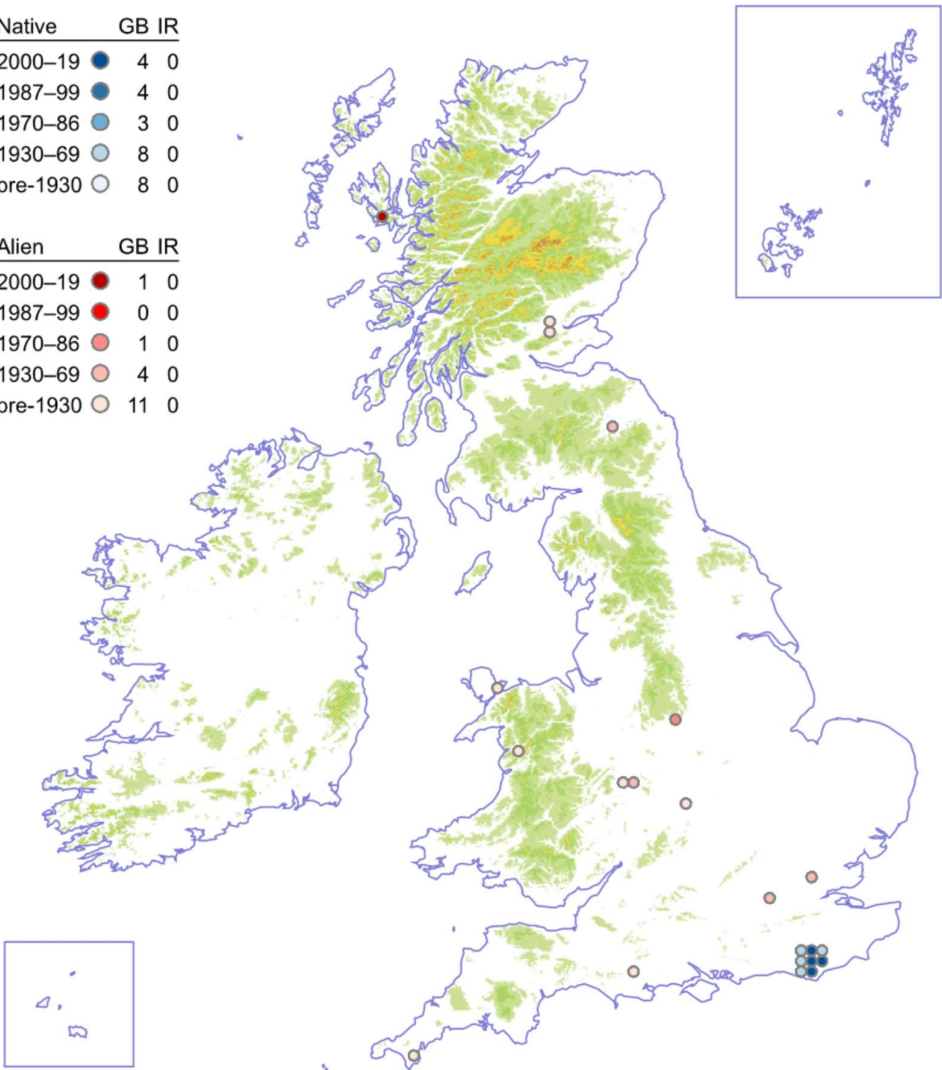 Native GB IR
2000–19 4 0
1987–99 4 0
1970–86 3 0
1930–69 8 0
pre-1930 8 0
Alien GB IR
2000–19 1 0
1987–99 0 0
1970–86 1 0
1930–69 4 0
pre-1930 11 0